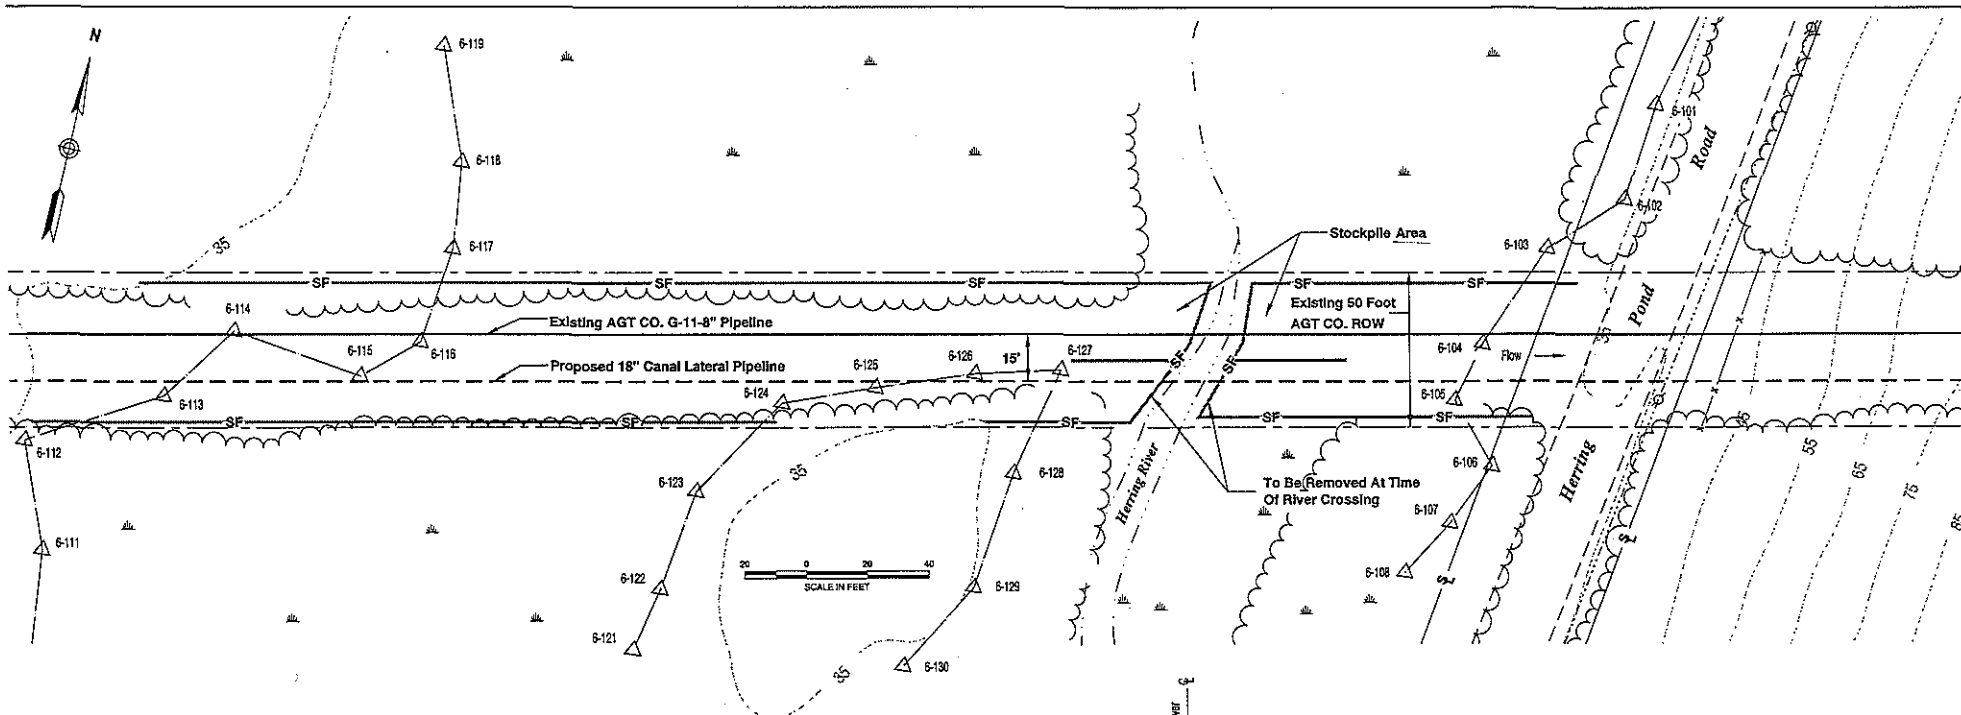 N
6-119
6-118
6-117
35
SF
SF
SF
SF
SF
6-101
Road
6-102
6-103
Stockpile Area
Existing 50 Foot
AGT CO. ROW
6-114
Existing AGT CO. G-11-8" Pipeline
6-115
6-116
15'
6-127
SF
SF
SF
6-104
Flow
Pond
35
x
x
Proposed 18" Canal Lateral Pipeline
6-126
6-125
6-124
6-105
6-113
SF
SF
SF
SF
SF
6-112
6-111
35
6-123
6-128
Herring River
To Be Removed At Time
Of River Crossing
6-106
6-107
6-108
Herring
55
65
75
85
20 0 20 40
SCALE IN FEET
6-122
6-121
6-129
6-130
35